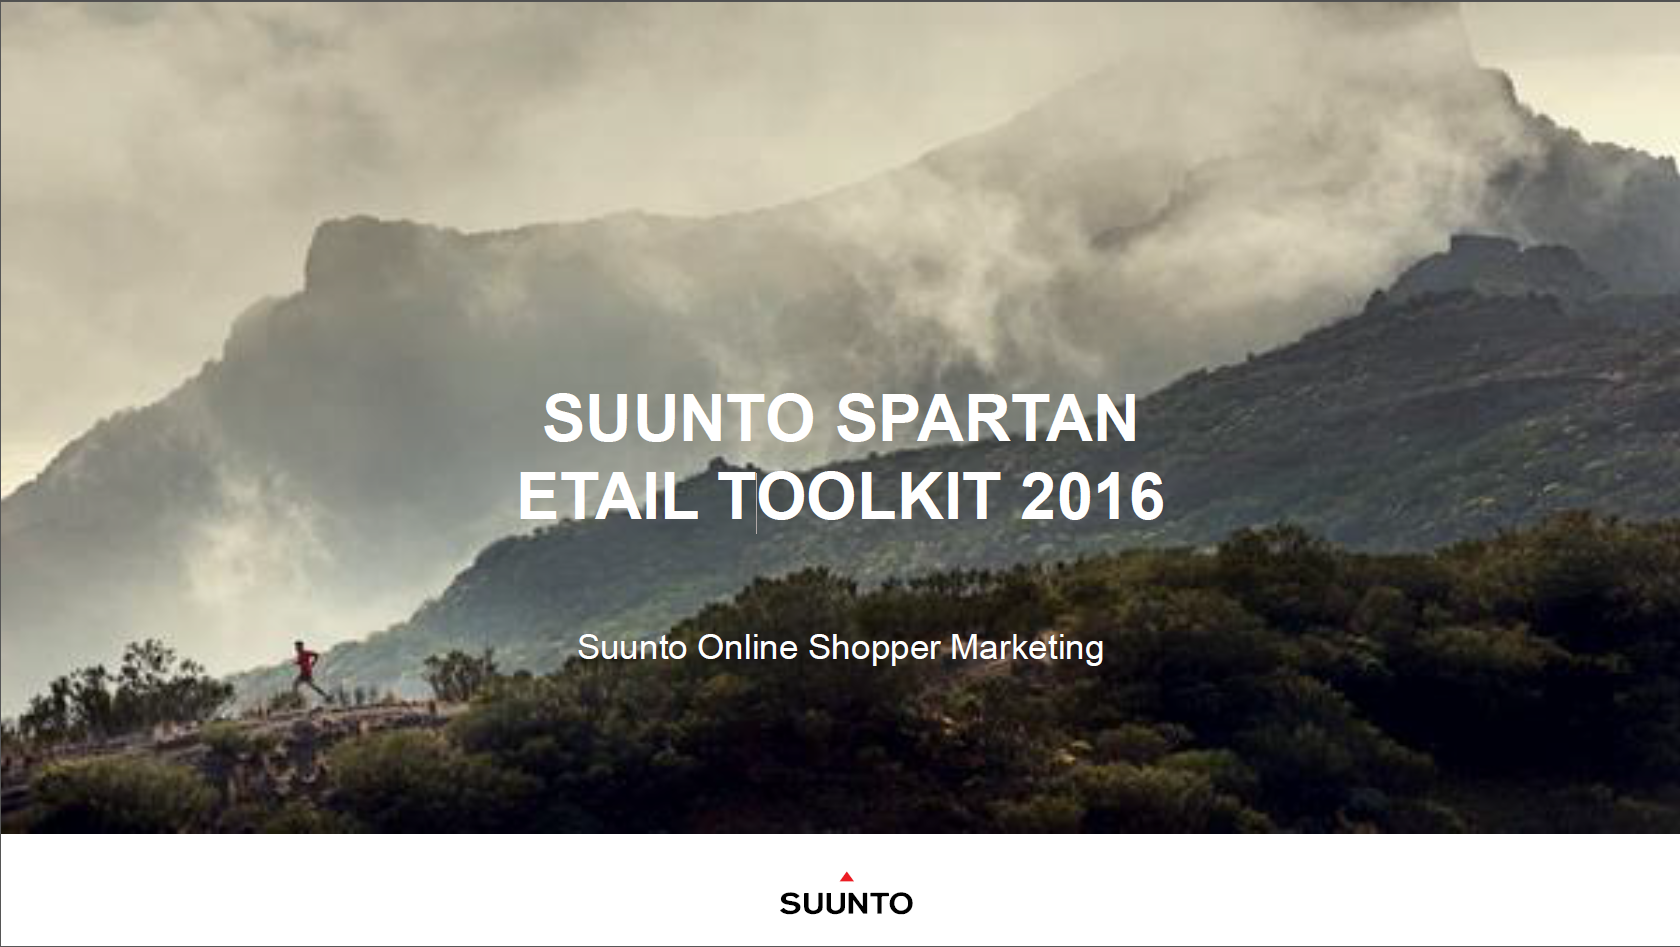 SUUNTO SPARTAN
ETAIL TOOLKIT 2016
Suunto Online Shopper Marketing
SUUNTO